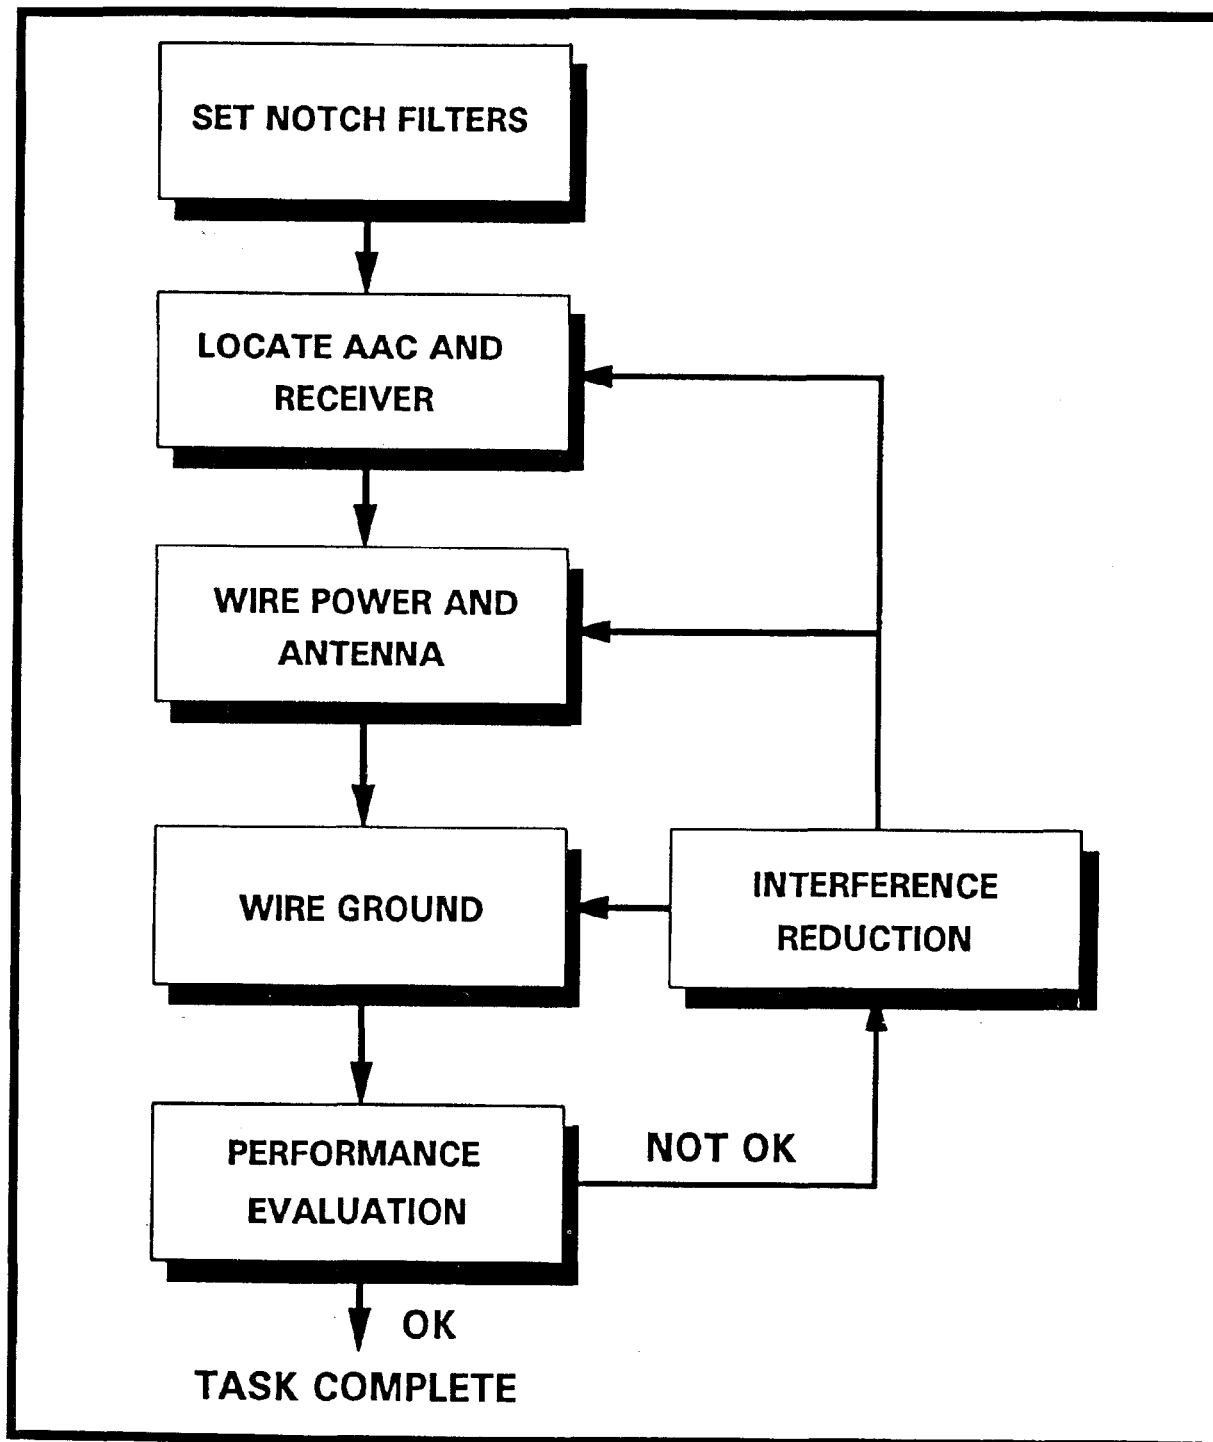 SET NOTCH FILTERS
LOCATE AAC AND
RECEIVER
WIRE POWER AND
ANTENNA
WIRE GROUND
INTERFERENCE
REDUCTION
PERFORMANCE
EVALUATION
NOT OK
OK
TASK COMPLETE